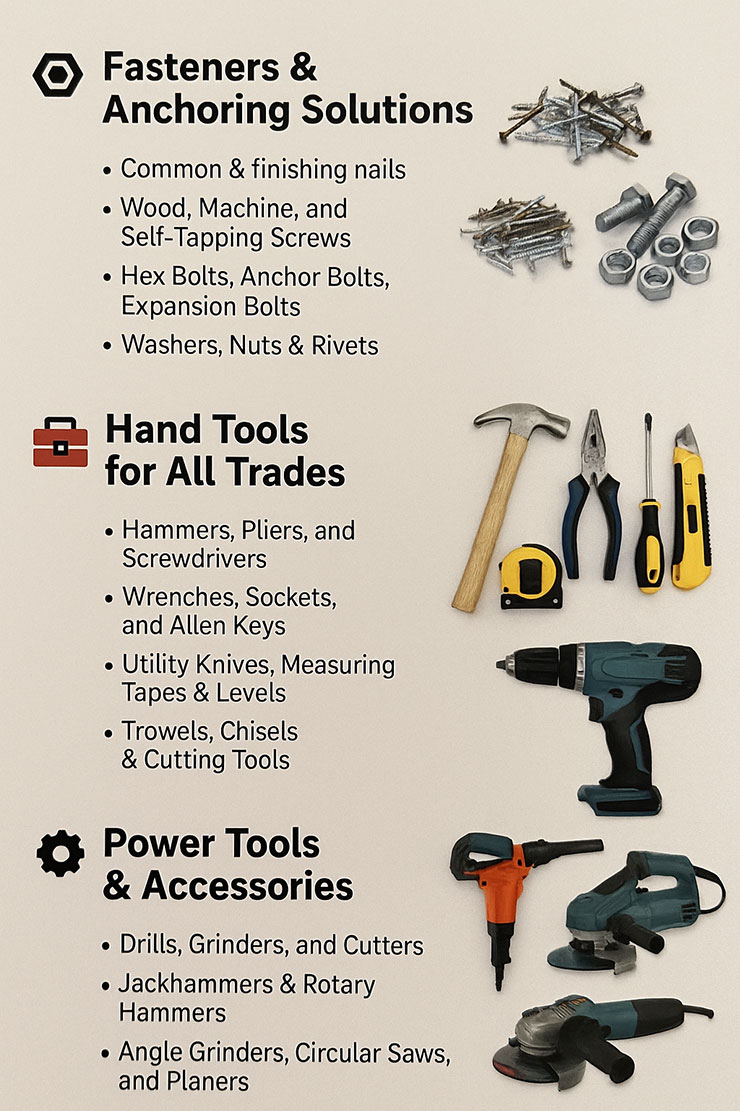 Fasteners &
Anchoring Solutions
• Common & finishing nails
• Wood, Machine, and
Self-Tapping Screws
• Hex Bolts, Anchor Bolts,
Expansion Bolts
• Washers, Nuts & Rivets
Hand Tools
for All Trades
• Hammers, Pliers, and
Screwdrivers
• Wrenches, Sockets,
and Allen Keys
• Utility Knives, Measuring
Tapes & Levels
• Trowels, Chisels
& Cutting Tools
Power Tools
& Accessories
• Drills, Grinders, and Cutters
• Jackhammers & Rotary
Hammers
• Angle Grinders, Circular Saws,
and Planers